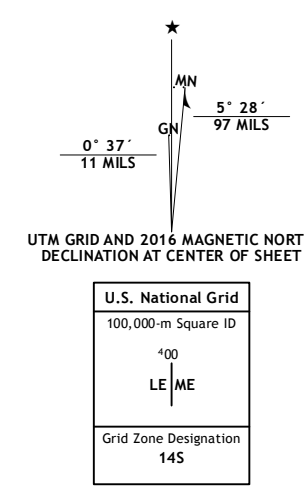 ★
MN
5° 28´
97 MILS
GN
0° 37´
11 MILS
UTM GRID AND 2016 MAGNETIC NORT
DECLINATION AT CENTER OF SHEET
U.S. National Grid
100,000-m Square ID
⁴00
LE ME
Grid Zone Designation
14S